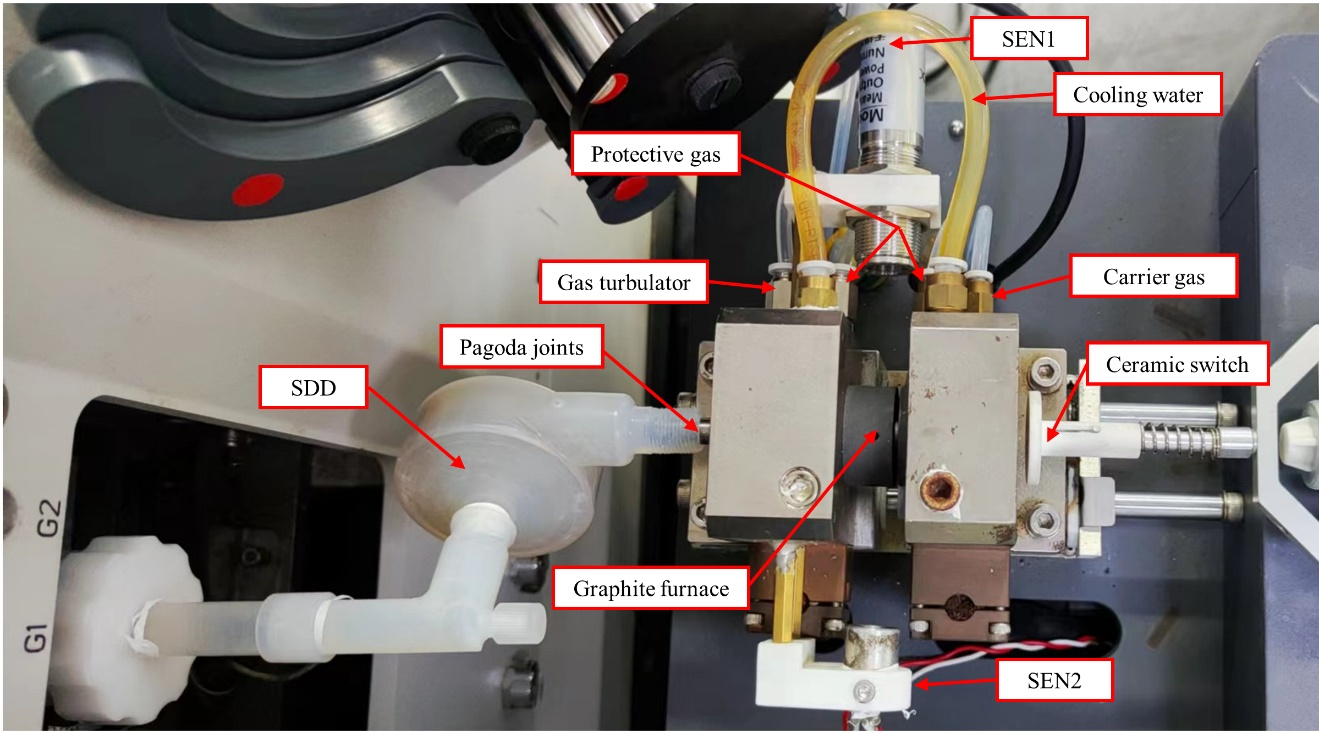 SEN1
Cooling water
Protective gas
Gas turbulator
Carrier gas
Pagoda joints
Ceramic switch
SDD
G2
Graphite furnace
G1
SEN2